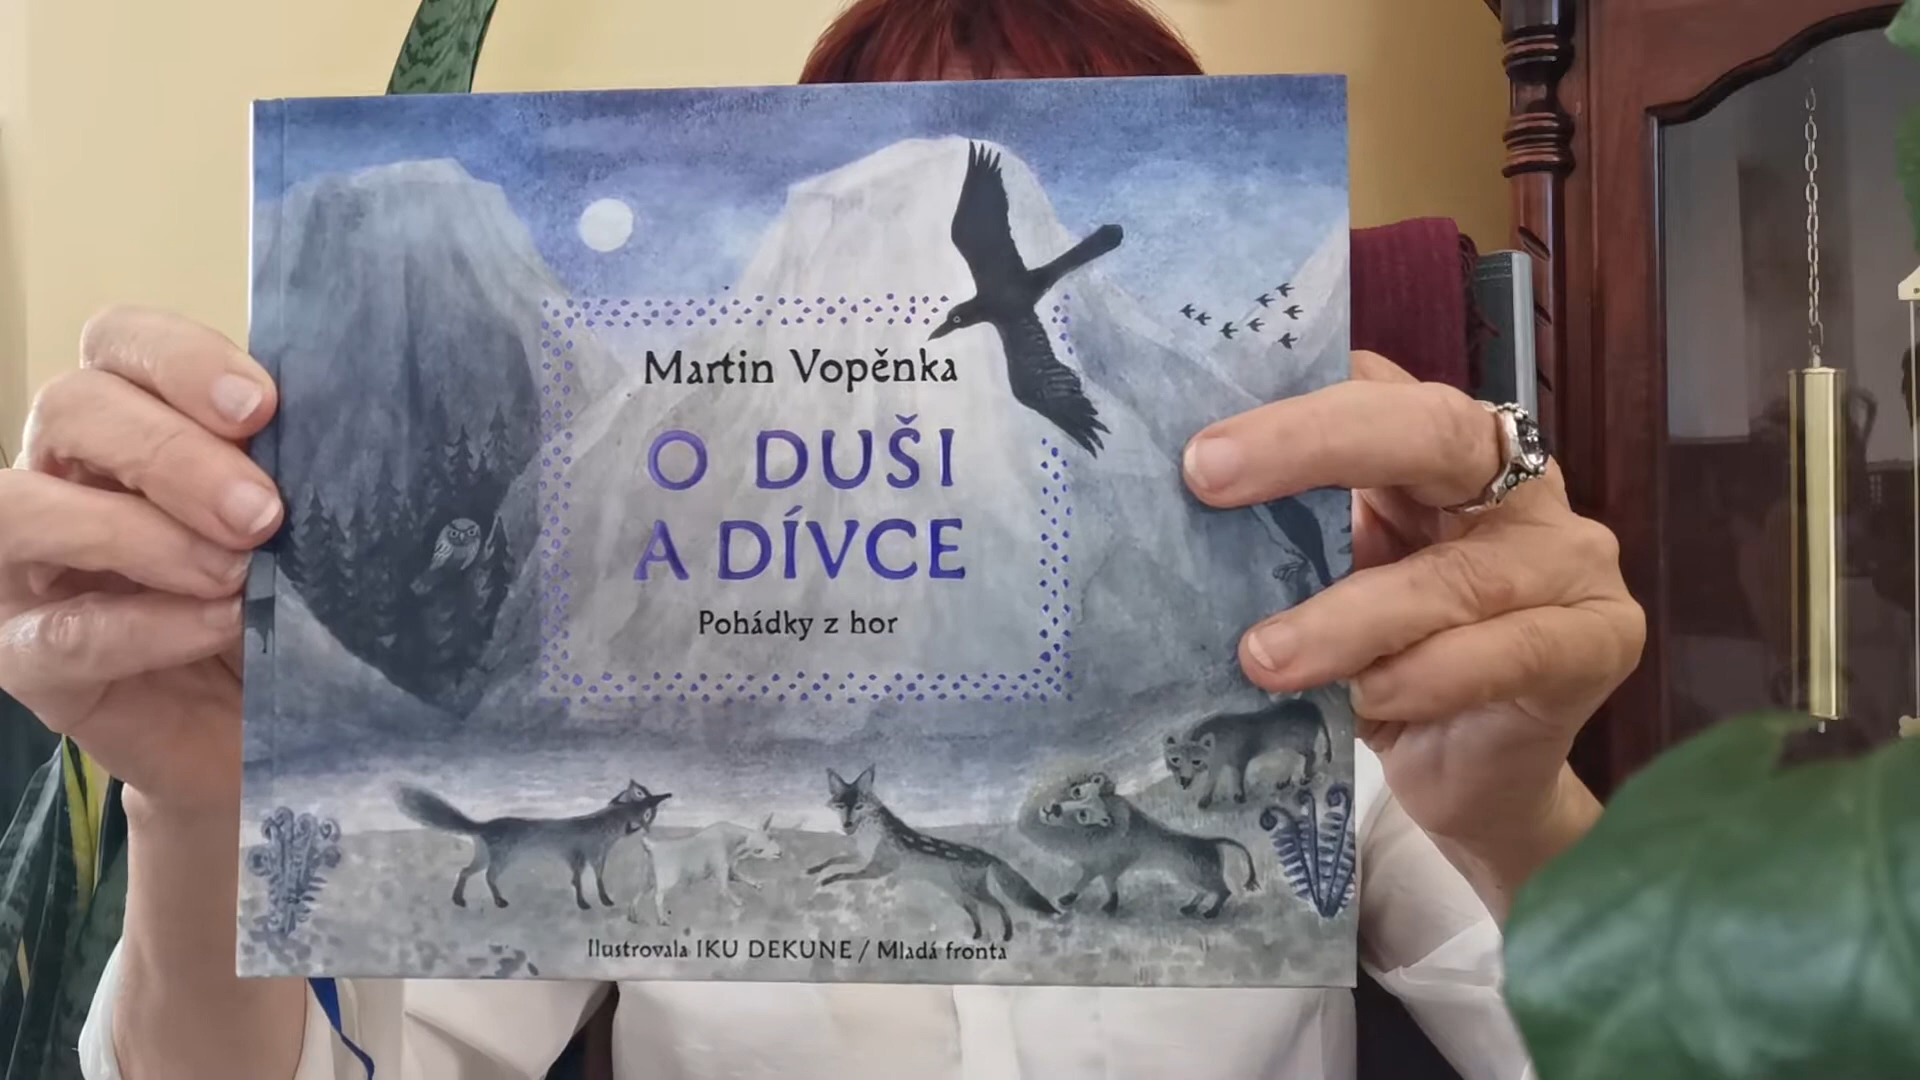 Martin Vopěnka
O DUŠI
A DÍVCE
Pohádky z hor
Ilustrovala IKU DEKUNE / Mladá fronta